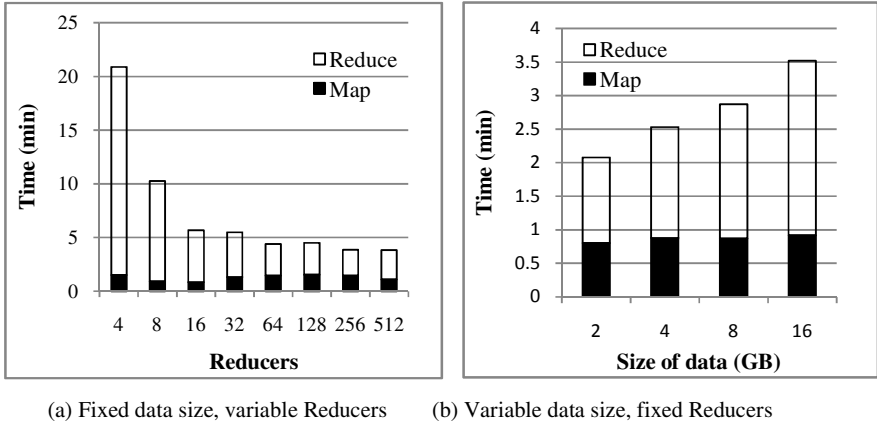 25
20
15
10
5
0
Time (min)
Reduce
Map
4 8 16 32 64 128 256 512
Reducers
4
3.5
3
2.5
2
1.5
1
0.5
0
Time (min)
Reduce
Map
2 4 8 16
Size of data (GB)
(a) Fixed data size, variable Reducers (b) Variable data size, fixed Reducers